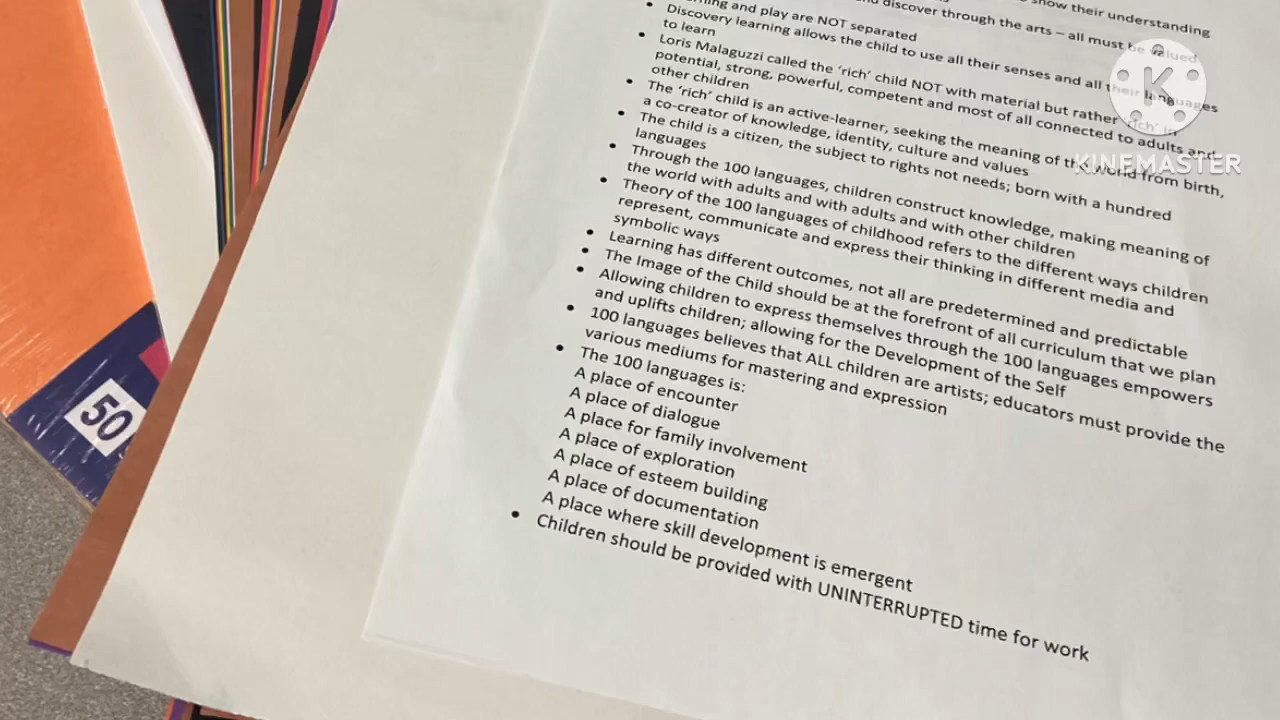 show their understanding
discover through the arts – all must be valued
and play are NOT separated
Discovery learning allows the child to use all their senses and all their languages
to learn
Loris Malaguzzi called the ‘rich’ child NOT with material but rather ‘rich’ in
potential, strong, powerful, competent and most of all connected to adults and
other children
The ‘rich’ child is an active-learner, seeking the meaning of the world from birth,
a co-creator of knowledge, identity, culture and values
The child is a citizen, the subject to rights not needs; born with a hundred
languages
Through the 100 languages, children construct knowledge, making meaning of
the world with adults and with adults and with other children
Theory of the 100 languages of childhood refers to the different ways children
represent, communicate and express their thinking in different media and
symbolic ways
Learning has different outcomes, not all are predetermined and predictable
The Image of the Child should be at the forefront of all curriculum that we plan
Allowing children to express themselves through the 100 languages empowers
and uplifts children; allowing for the Development of the Self
100 languages believes that ALL children are artists; educators must provide the
various mediums for mastering and expression
The 100 languages is:
A place of encounter
A place of dialogue
A place for family involvement
A place of exploration
A place of esteem building
A place of documentation
A place where skill development is emergent
Children should be provided with UNINTERRUPTED time for work
50
K
KINEMASTER